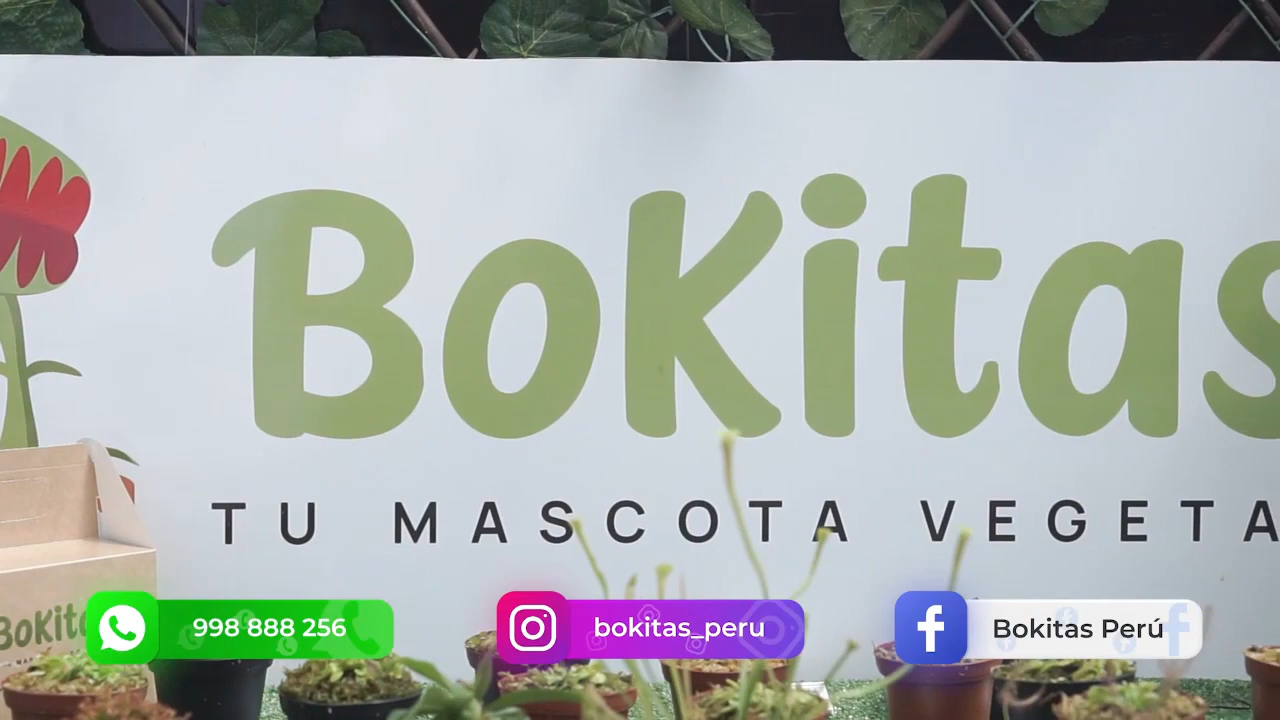 BoKitas
TU MASCOTA VEGETA
BoKita
998 888 256
bokitas_peru
Bokitas Perú